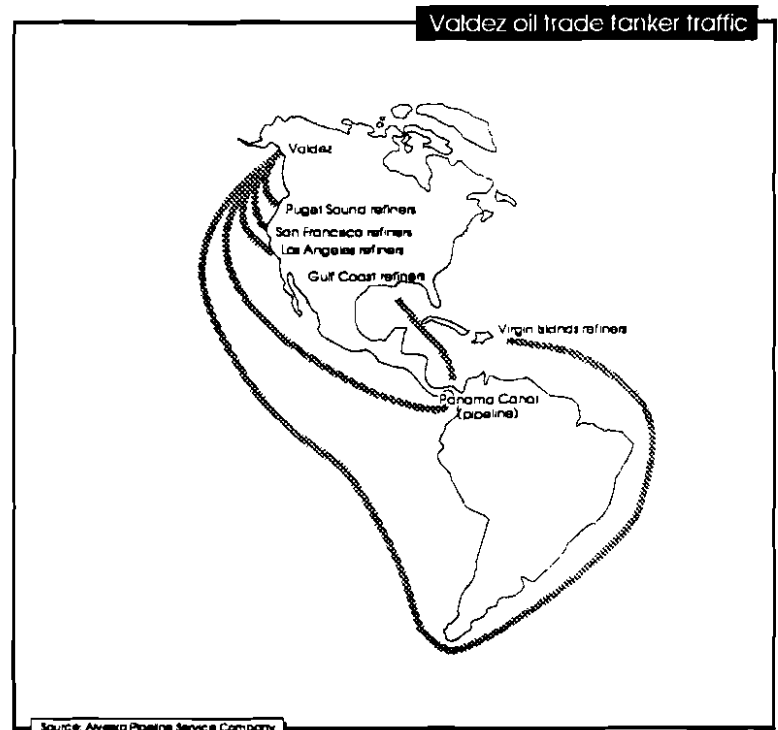 Valdez oil trade tanker traffic
Valdez
Puget Sound refiners
San Francisco refiners
Los Angeles refiners
Gulf Coast refiners
Virgin Islands refiners
Panama Canal
(pipeline)
Source: Alyeska Pipeline Service Company